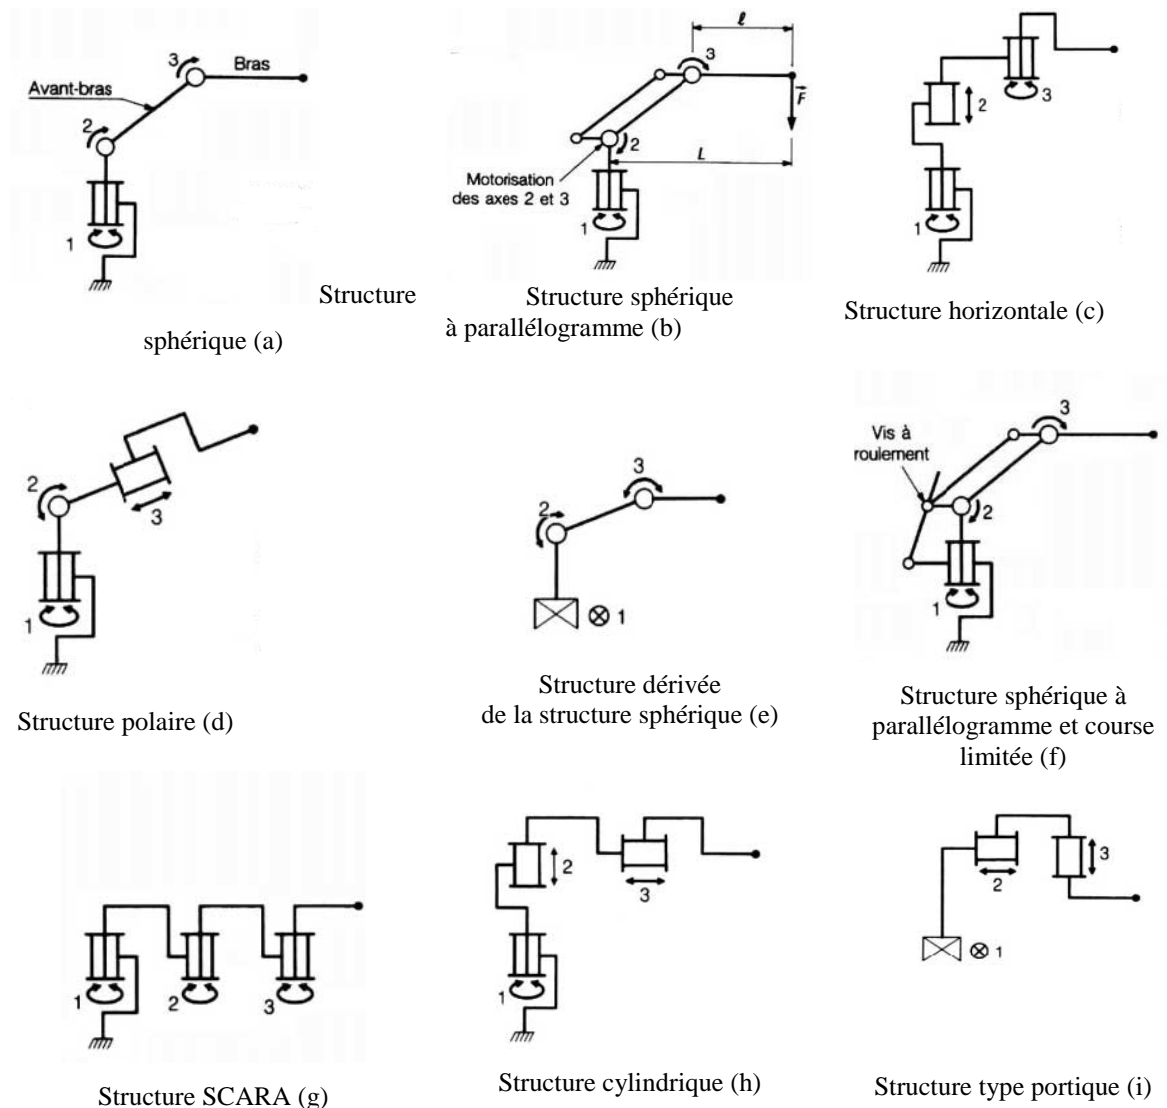 3
Bras
Avant-bras
2
1
Structure
sphérique (a)
ℓ
3
F
2
L
Motorisation
des axes 2 et 3
1
Structure sphérique
à parallélogramme (b)
2
3
1
Structure horizontale (c)
2
3
1
Structure polaire (d)
3
2
1
Structure dérivée
de la structure sphérique (e)
3
Vis à
roulement
2
1
Structure sphérique à
parallélogramme et course
limitée (f)
1
2
3
Structure SCARA (g)
2
3
1
Structure cylindrique (h)
3
2
1
Structure type portique (i)